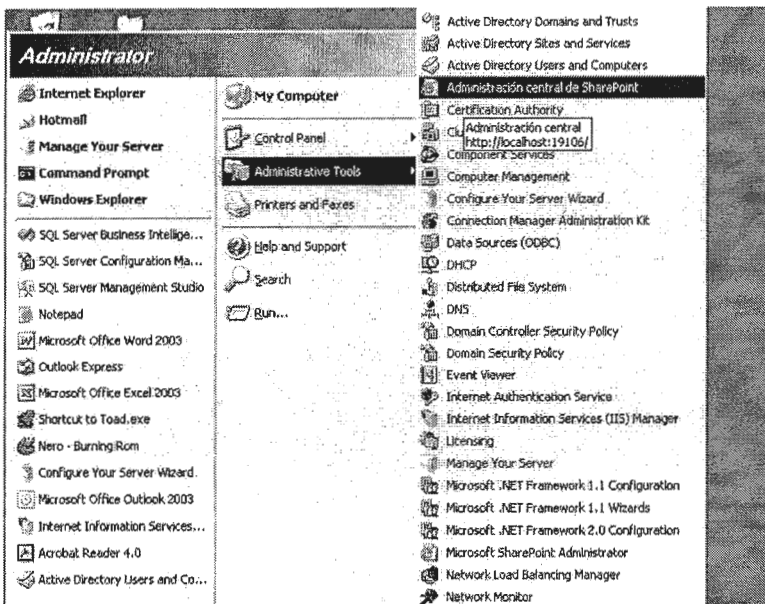 Administrator
Internet Explorer
Hotmail
Manage Your Server
Command Prompt
Windows Explorer
SQL Server Business Intellige...
SQL Server Configuration Ma...
SQL Server Management Studio
Notepad
Microsoft Office Word 2003
Outlook Express
Microsoft Office Excel 2003
Shortcut to Toad.exe
Nero - Burning Rom
Configure Your Server Wizard
Microsoft Office Outlook 2003
Internet Information Services...
Acrobat Reader 4.0
Active Directory Users and Co...
My Computer
Control Panel
Administrative Tools
Printers and Faxes
Help and Support
Search
Run...
Active Directory Domains and Trusts
Active Directory Sites and Services
Active Directory Users and Computers
Administración central de SharePoint
Certification Authority
Clu
Administración central
http://localhost:19106/
Component Services
Computer Management
Configure Your Server Wizard
Connection Manager Administration Kit
Data Sources (ODBC)
DHCP
Distributed File System
DNS
Domain Controller Security Policy
Domain Security Policy
Event Viewer
Internet Authentication Service
Internet Information Services (IIS) Manager
Licensing
Manage Your Server
Microsoft .NET Framework 1.1 Configuration
Microsoft .NET Framework 1.1 Wizards
Microsoft .NET Framework 2.0 Configuration
Microsoft SharePoint Administrator
Network Load Balancing Manager
Network Monitor